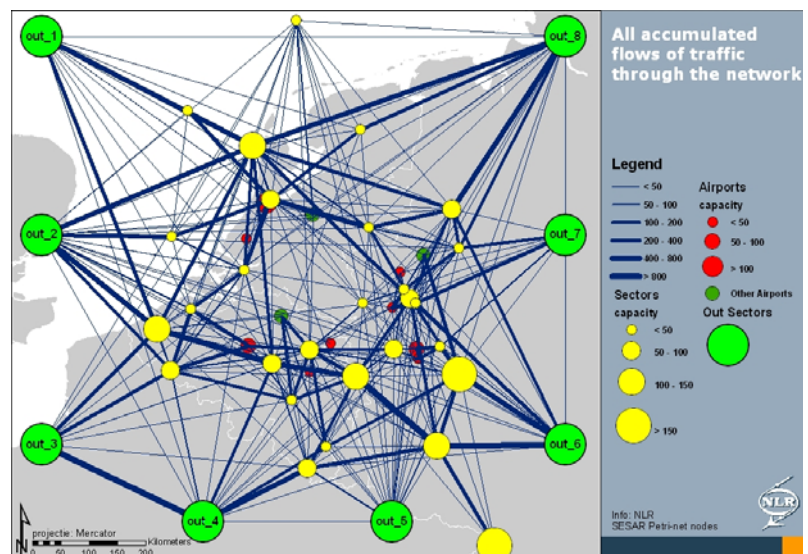 out_1
out_8
out_2
out_7
out_3
out_6
out_4
out_5
N
projectie: Mercator
Kilometers
0 50 100 150 200
All accumulated
flows of traffic
through the network
Legend
< 50
50 - 100
100 - 200
200 - 400
400 - 800
> 800
Airports
capacity
< 50
50 - 100
> 100
Other Airports
Sectors
capacity
< 50
50 - 100
100 - 150
> 150
Out Sectors
Info: NLR
SESAR Petri-net nodes
NLR